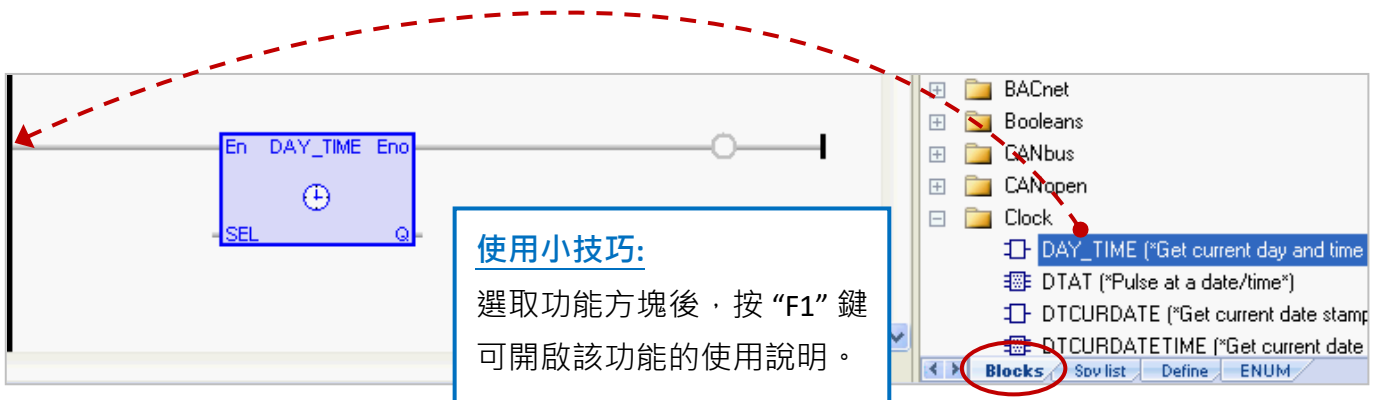 En DAY_TIME Eno
SEL Q
使用小技巧:
選取功能方塊後，按 “F1” 鍵
可開啟該功能的使用說明。
BACnet
Booleans
CANbus
CANopen
Clock
DAY_TIME (*Get current day and time
DTAT (*Pulse at a date/time*)
DTCURDATE (*Get current date stamp
DTCURDATETIME (*Get current date
Blocks Spy list Define ENUM